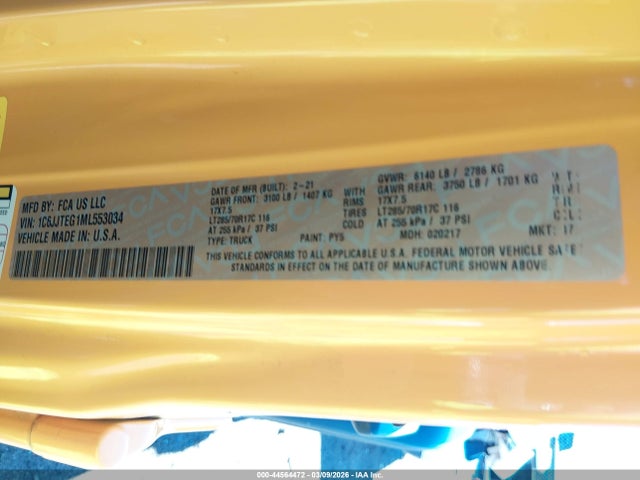 MFD BY: FCA US LLC
VIN: 1C6JJTEG1ML553034
VEHICLE MADE IN U.S.A.
DATE OF MFR (BUILT): 2-21
GAWR FRONT: 3100 LB / 1407 KG
17X7.5
LT285/70R17C 116
AT 255 kPa / 37 PSI
TYPE: TRUCK
PAINT: PY5
GVWR: 6140 LB / 2786 KG
GAWR REAR: 3750 LB / 1701 KG
RIMS 17X7.5
TIRES LT285/70R17C 116
COLD AT 255 kPa / 37 PSI
MDH: 020217
MKT: 17
THIS VEHICLE CONFORMS TO ALL APPLICABLE U.S.A. FEDERAL MOTOR VEHICLE SAFE
STANDARDS IN EFFECT ON THE DATE OF MANUFACTURE SHOWN ABOVE.
000-44564472 - 03/09/2026 - IAA Inc.